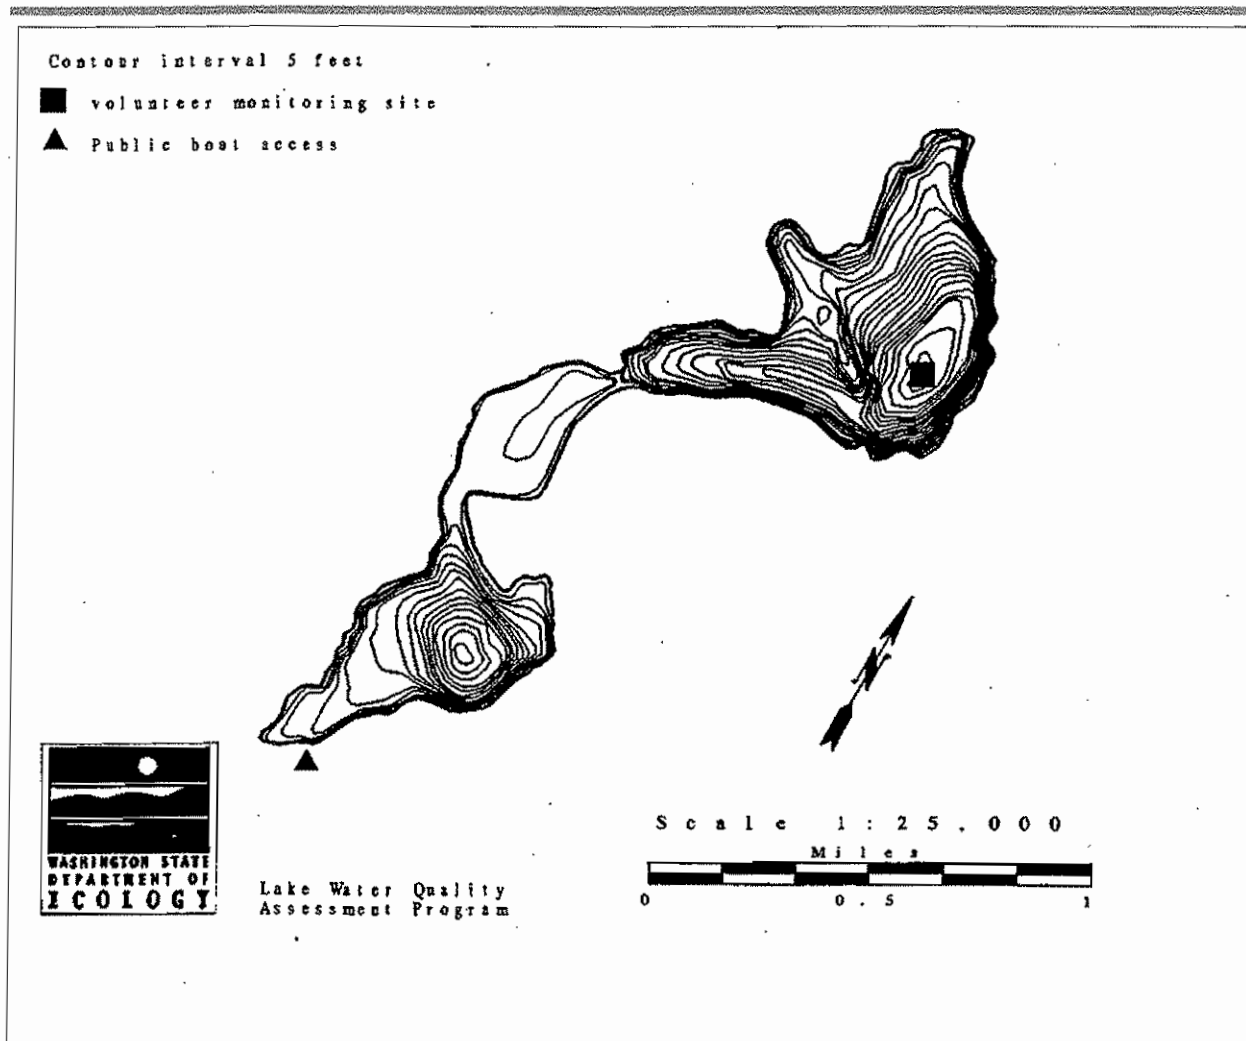 Contour interval 5 feet
volunteer monitoring site
Public boat access
N
WASHINGTON STATE
DEPARTMENT OF
ECOLOGY
Lake Water Quality
Assessment Program
Scale 1:25,000
Miles
0 0.5 1